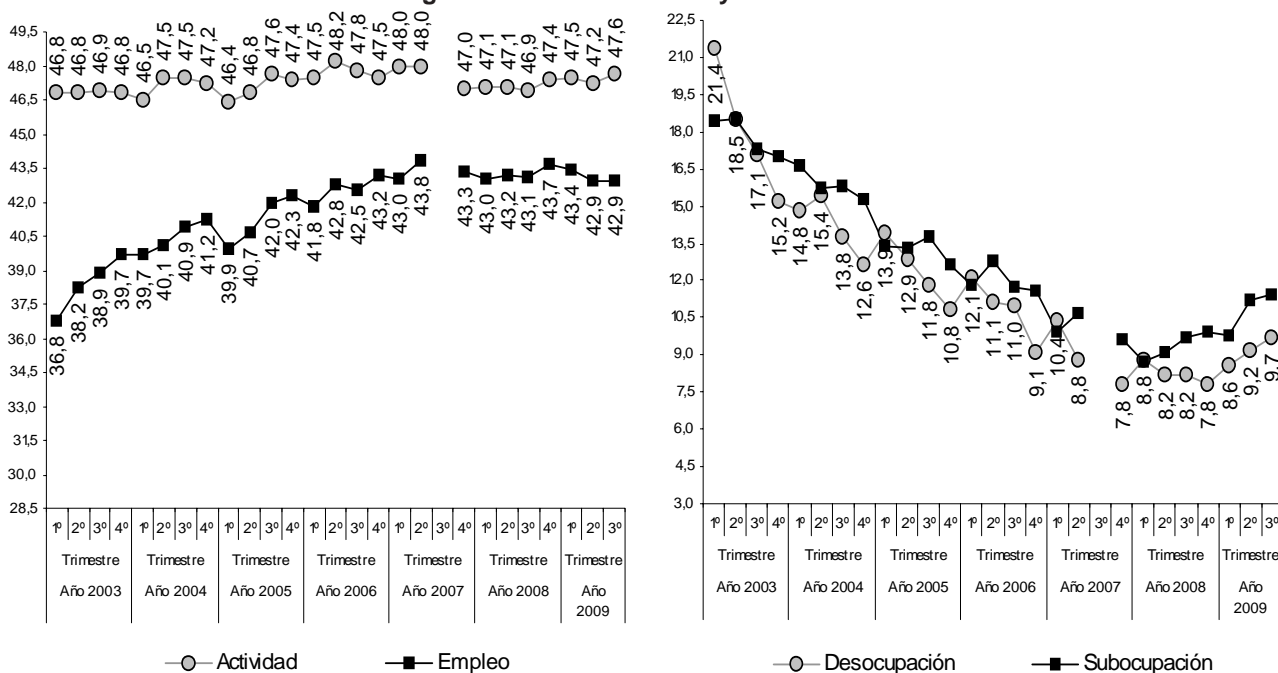 49,5
48,0
46,5
45,0
43,5
42,0
40,5
39,0
37,5
36,0
34,5
33,0
31,5
30,0
28,5
46,8 46,8 46,9 46,8 46,5 47,5 47,5 47,2 46,4 46,8 47,6 47,4 47,5 48,2 47,8 47,5 48,0 48,0 47,0 47,1 47,1 46,9 47,4 47,5 47,2 47,6
36,8 38,2 38,9 39,7 39,7 40,1 40,9 41,2 39,9 40,7 42,0 42,3 41,8 42,8 42,5 43,2 43,0 43,8 43,3 43,0 43,2 43,1 43,7 43,4 42,9 42,9
1º 2º 3º 4º 1º 2º 3º 4º 1º 2º 3º 4º 1º 2º 3º 4º 1º 2º 3º 4º 1º 2º 3º 4º 1º 2º 3º
Trimestre Trimestre Trimestre Trimestre Trimestre Trimestre Trimestre
Año 2003 Año 2004 Año 2005 Año 2006 Año 2007 Año 2008 Año
2009
Actividad Empleo
22,5
21,0
19,5
18,0
16,5
15,0
13,5
12,0
10,5
9,0
7,5
6,0
4,5
3,0
21,4 18,5 17,1 15,2 14,8 15,4 13,8 12,6 13,9 12,9 11,8 10,8 12,1 11,1 11,0 9,1 10,4 8,8 7,8 8,8 8,2 8,2 7,8 8,6 9,2 9,7
1º 2º 3º 4º 1º 2º 3º 4º 1º 2º 3º 4º 1º 2º 3º 4º 1º 2º 3º 4º 1º 2º 3º 4º 1º 2º 3º
Trimestre Trimestre Trimestre Trimestre Trimestre Trimestre Trimestre
Año 2003 Año 2004 Año 2005 Año 2006 Año 2007 Año 2008 Año
2009
Desocupación Subocupación